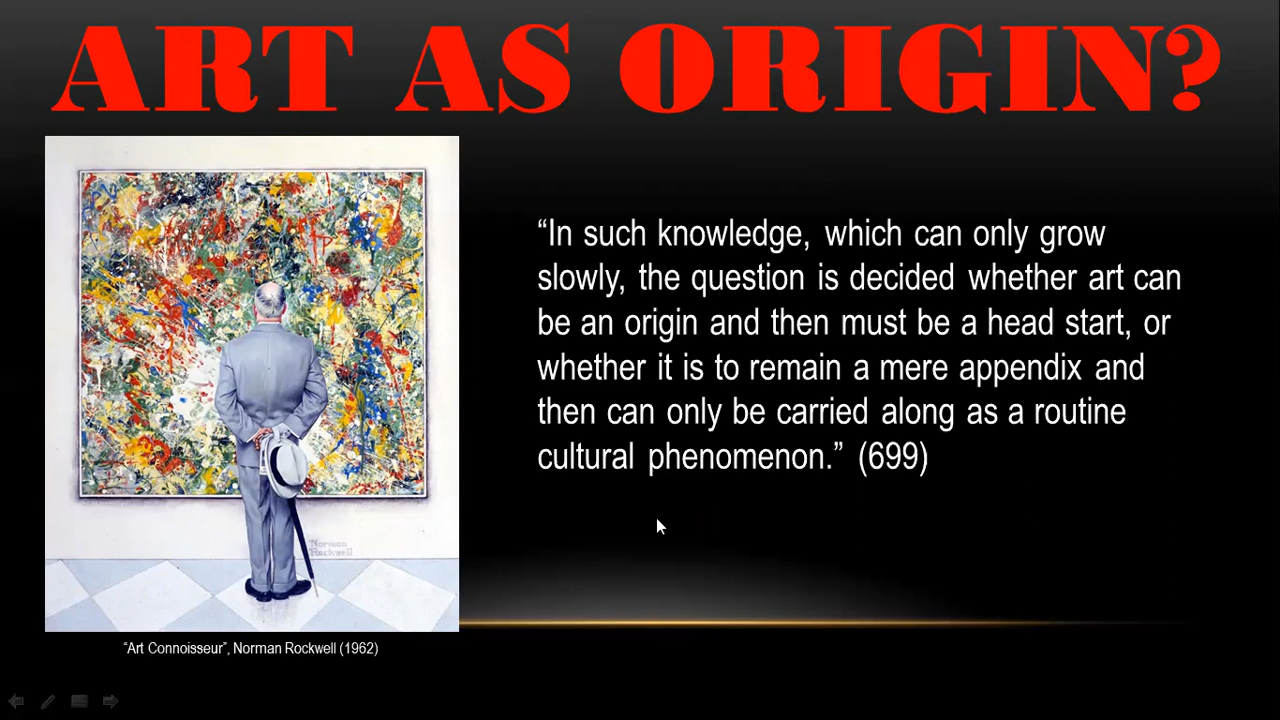 ART AS ORIGIN?
“In such knowledge, which can only grow
slowly, the question is decided whether art can
be an origin and then must be a head start, or
whether it is to remain a mere appendix and
then can only be carried along as a routine
cultural phenomenon.” (699)
Norman
Rockwell
“Art Connoisseur”, Norman Rockwell (1962)